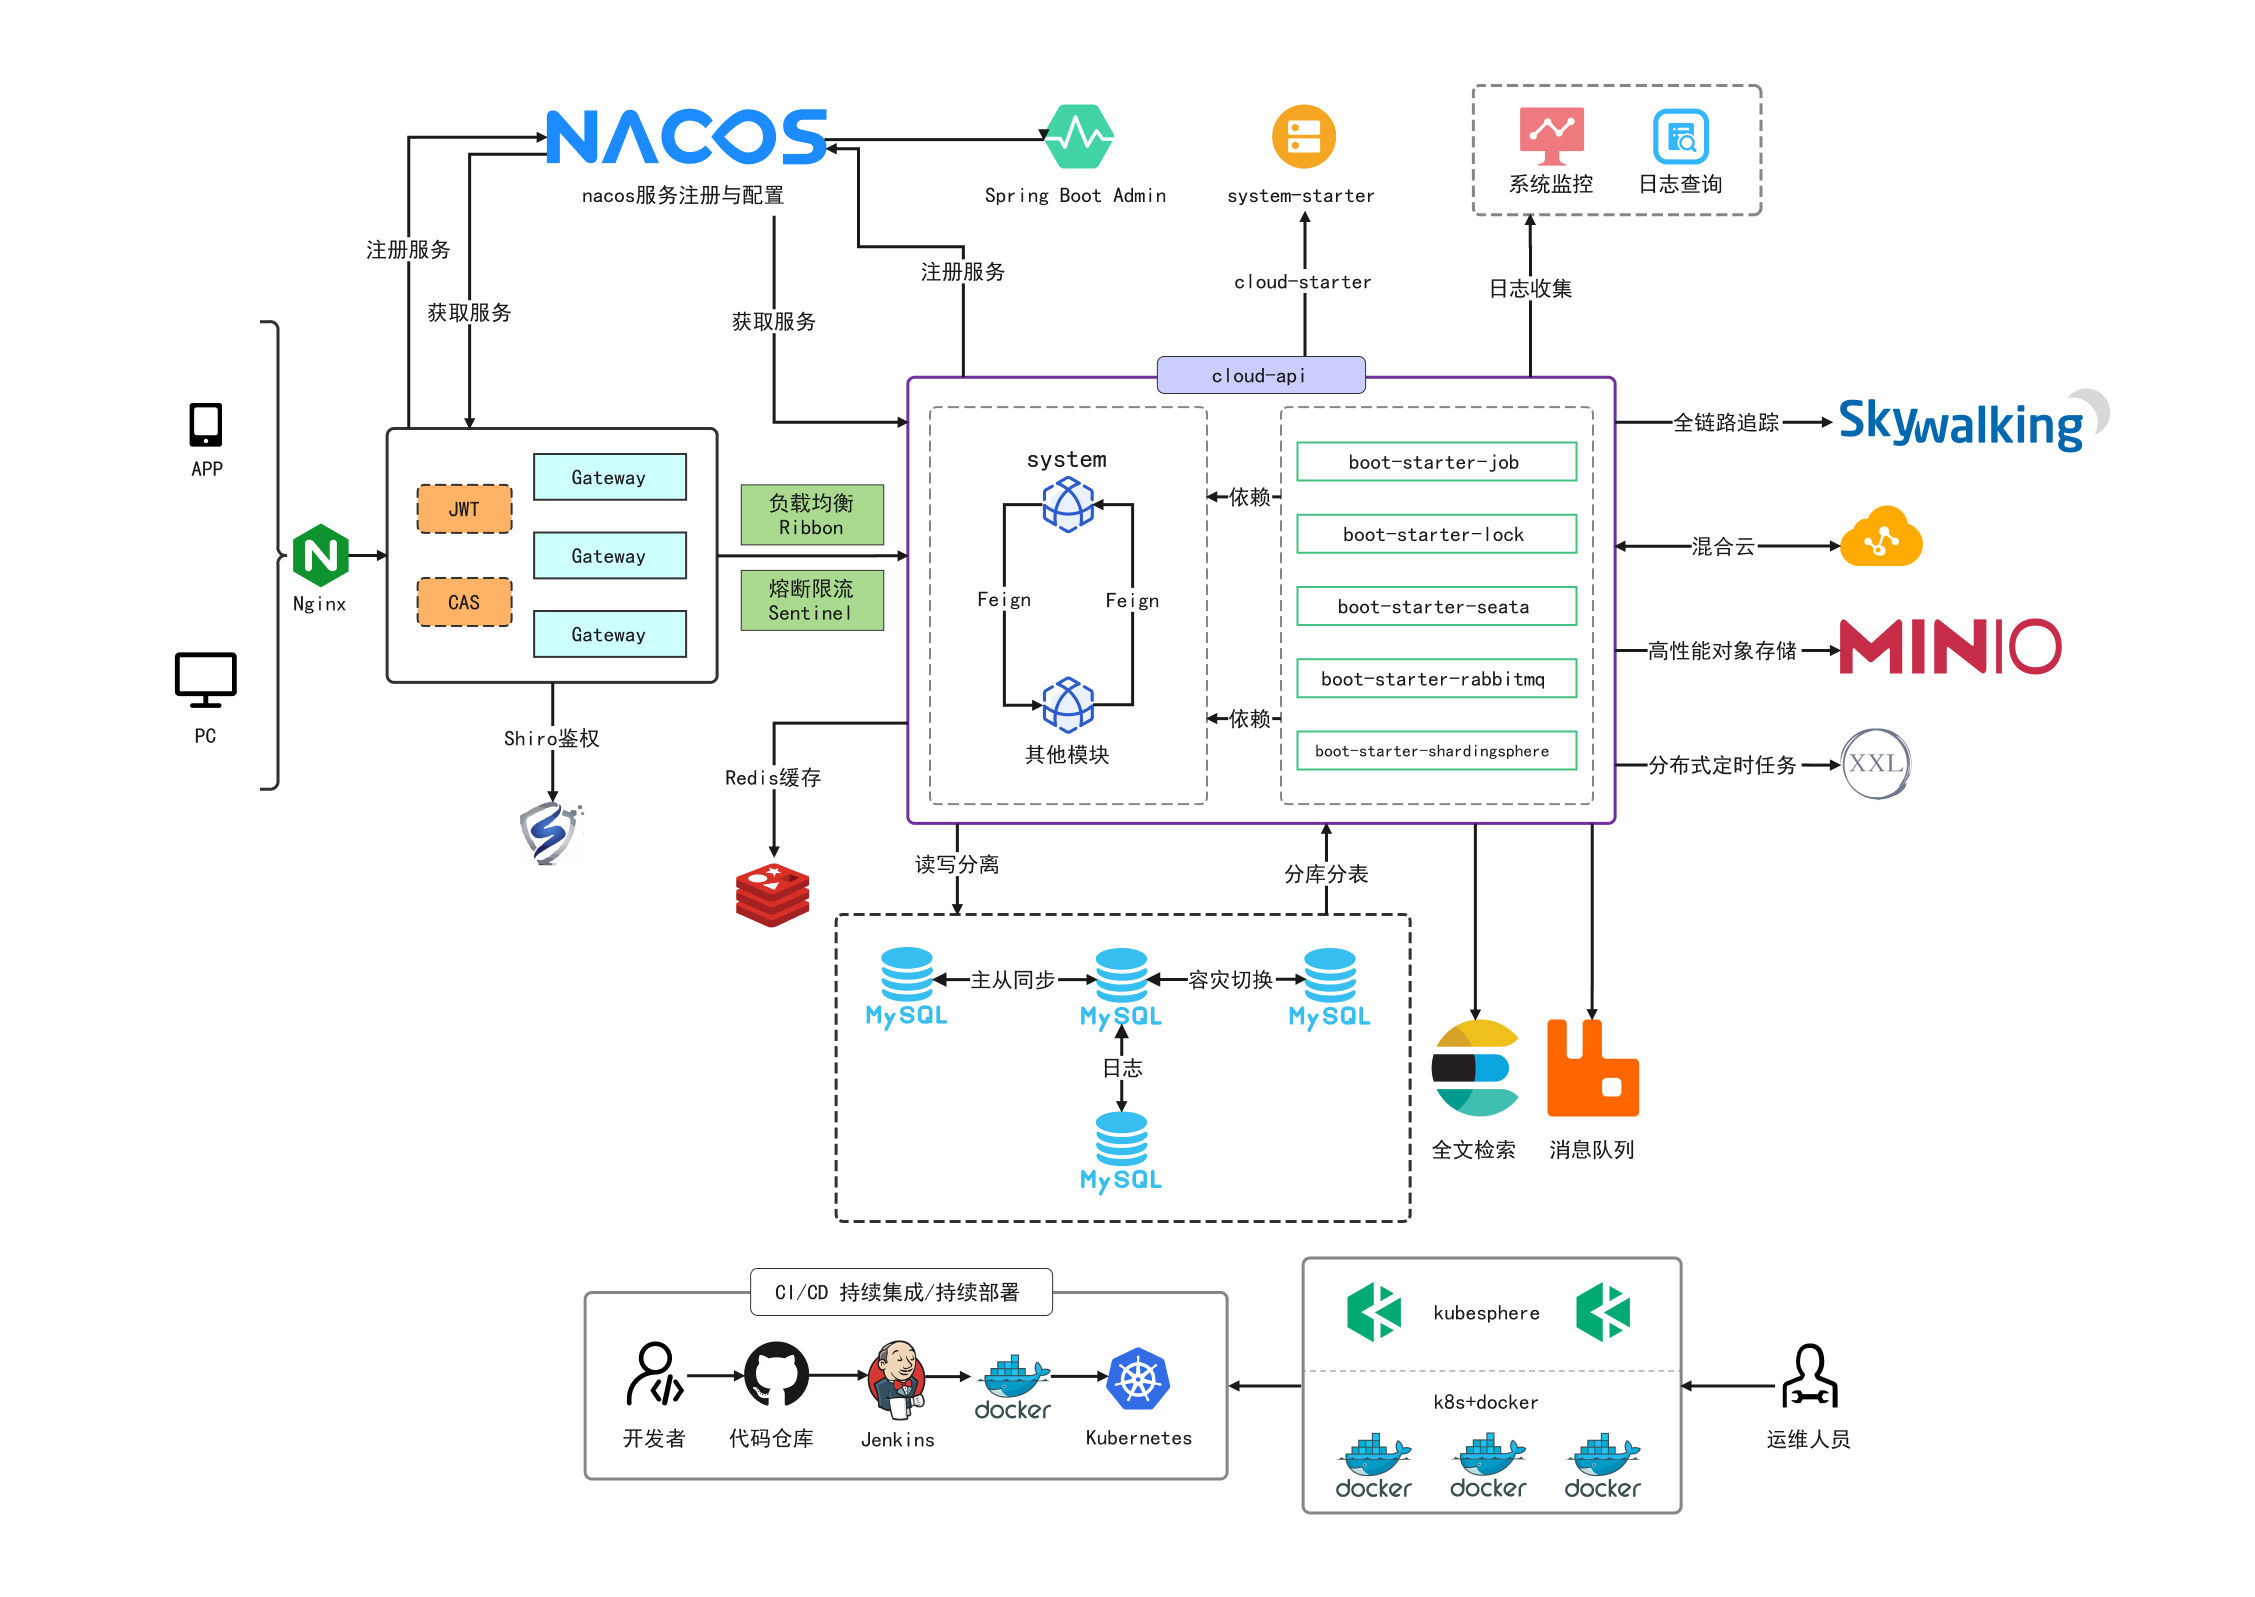 NACOS
nacos服务注册与配置
Spring Boot Admin
system-starter
系统监控
日志查询
注册服务
获取服务
获取服务
注册服务
cloud-starter
日志收集
APP
PC
N
Nginx
JWT
CAS
Gateway
Gateway
Gateway
负载均衡
Ribbon
熔断限流
Sentinel
Shiro鉴权
S
cloud-api
system
Feign
Feign
其他模块
依赖
依赖
boot-starter-job
boot-starter-lock
boot-starter-seata
boot-starter-rabbitmq
boot-starter-shardingsphere
全链路追踪
Skywalking
混合云
高性能对象存储
MINIO
分布式定时任务
XXL
Redis缓存
读写分离
分库分表
MySQL
主从同步
MySQL
容灾切换
MySQL
日志
MySQL
全文检索
消息队列
CI/CD 持续集成/持续部署
开发者
代码仓库
Jenkins
docker
Kubernetes
kubesphere
k8s+docker
docker
docker
docker
运维人员